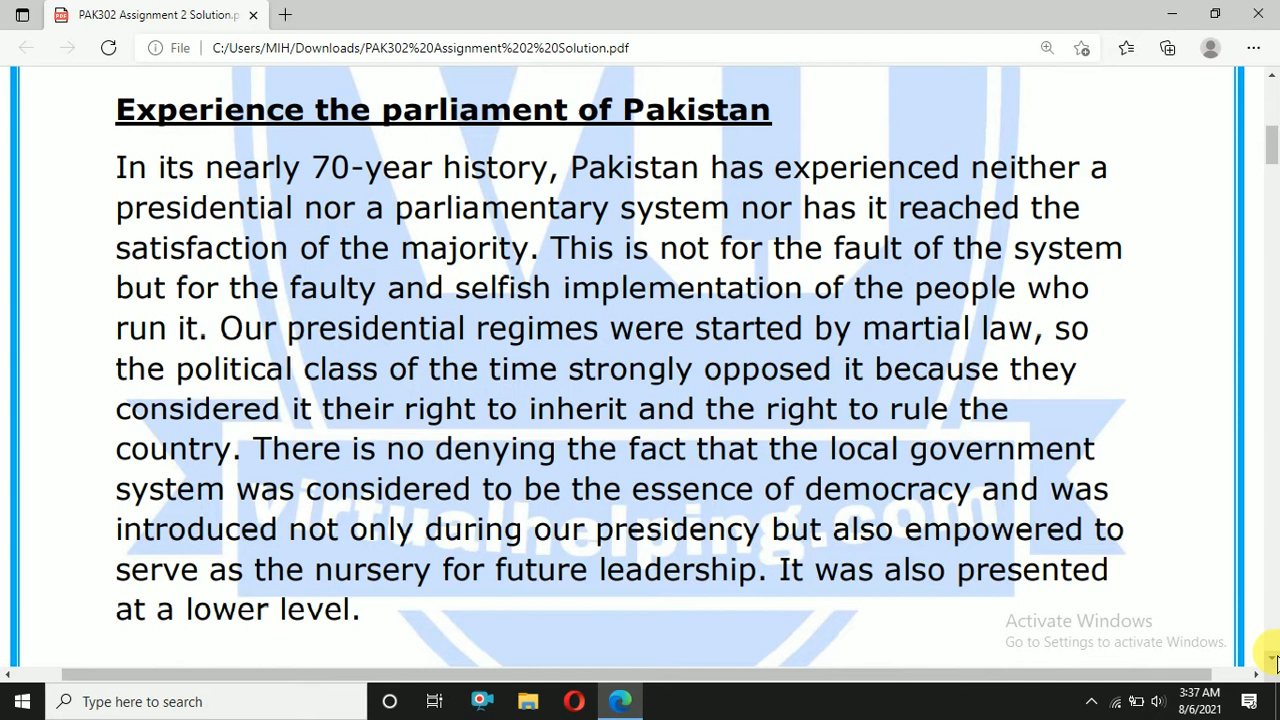 PAK302 Assignment 2 Solution.p
File
C:/Users/MIH/Downloads/PAK302%20Assignment%202%20Solution.pdf
Experience the parliament of Pakistan
In its nearly 70-year history, Pakistan has experienced neither a
presidential nor a parliamentary system nor has it reached the
satisfaction of the majority. This is not for the fault of the system
but for the faulty and selfish implementation of the people who
run it. Our presidential regimes were started by martial law, so
the political class of the time strongly opposed it because they
considered it their right to inherit and the right to rule the
country. There is no denying the fact that the local government
system was considered to be the essence of democracy and was
introduced not only during our presidency but also empowered to
serve as the nursery for future leadership. It was also presented
at a lower level.
virtualhelping.com
Activate Windows
Go to Settings to activate Windows.
Type here to search
3:37 AM
8/6/2021